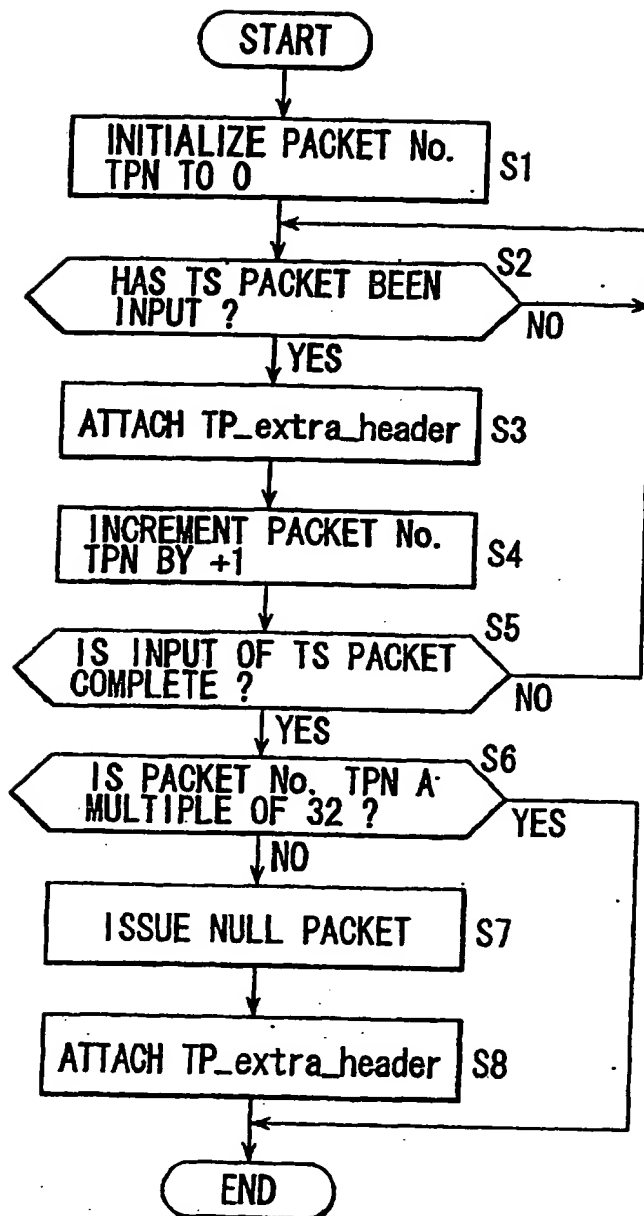 START
INITIALIZE PACKET No.
TPN TO 0
S1
S2
HAS TS PACKET BEEN
INPUT ?
NO
YES
ATTACH TP_extra_header
S3
INCREMENT PACKET No.
TPN BY +1
S4
S5
IS INPUT OF TS PACKET
COMPLETE ?
NO
YES
S6
IS PACKET No. TPN A
MULTIPLE OF 32 ?
YES
NO
ISSUE NULL PACKET
S7
ATTACH TP_extra_header
S8
END